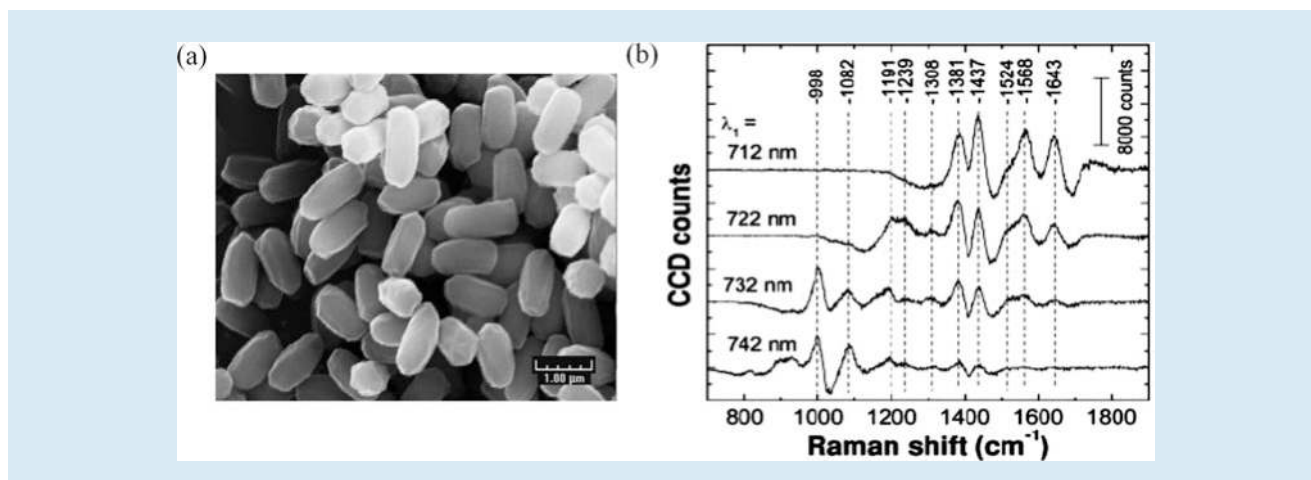 (a)
1.00 μm
(b)
-998
-1082
-1191
-1239
-1308
-1381
-1437
-1524
-1568
-1643
8000 counts
λ₁ =
712 nm
722 nm
732 nm
742 nm
CCD counts
800 1000 1200 1400 1600 1800
Raman shift (cm⁻¹)